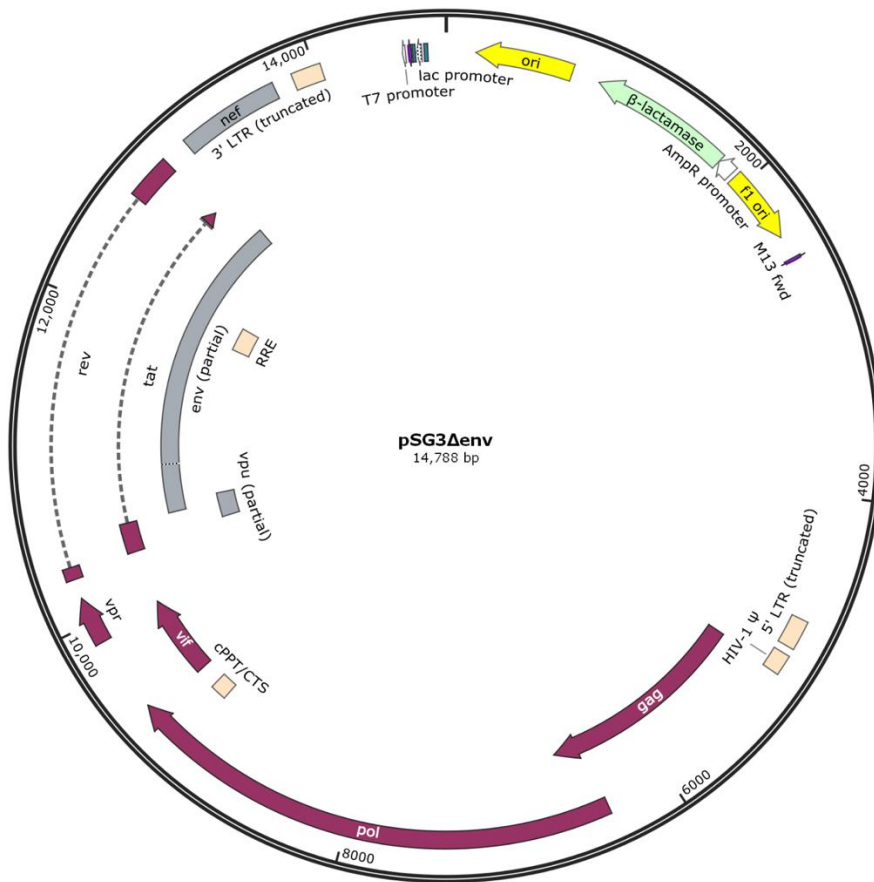 14,000
T7 promoter
lac promoter
ori
β-lactamase
AmpR promoter
2000
f1 ori
M13 fwd
4000
5' LTR (truncated)
HIV-1 Ψ
gag
6000
pol
8000
cPPT/CTS
vif
vpr
10,000
vpu (partial)
RRE
env (partial)
tat
rev
12,000
nef
3' LTR (truncated)
pSG3Δenv
14,788 bp